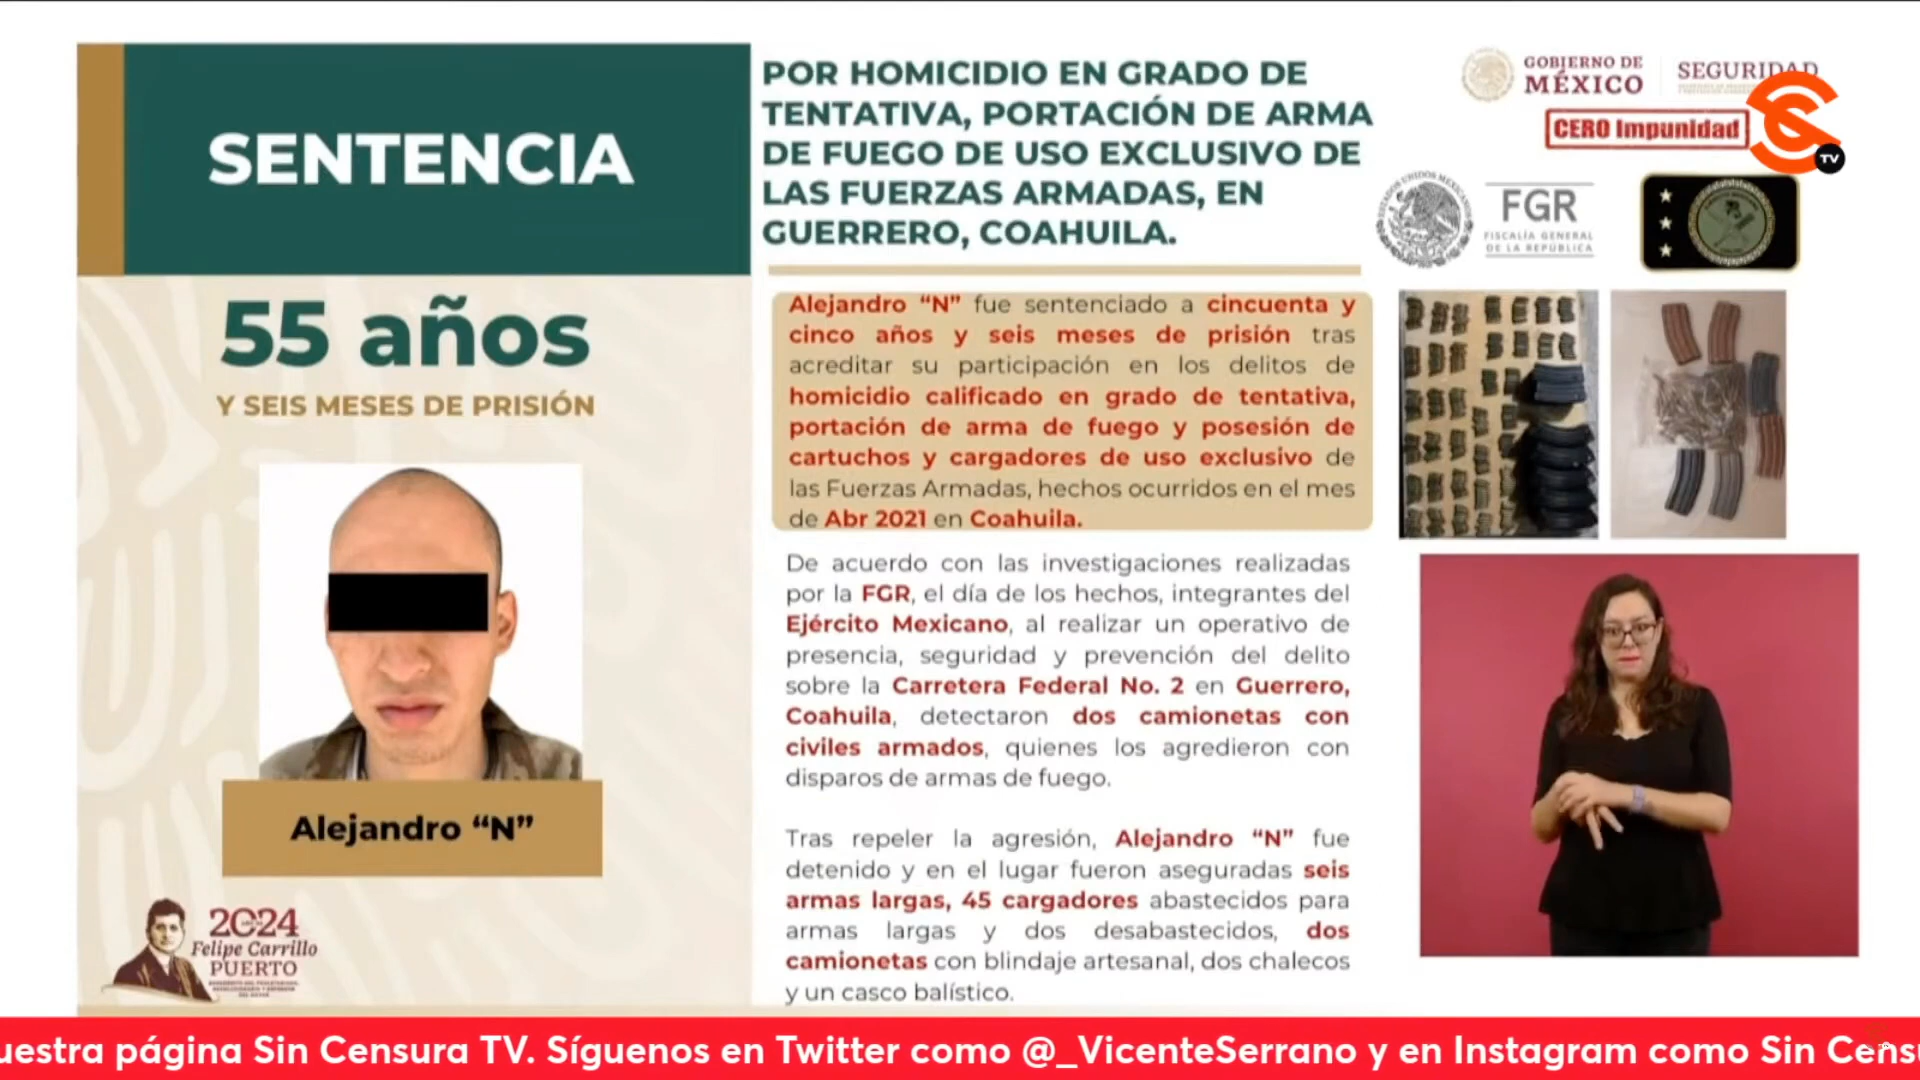 SENTENCIA
55 años
Y SEIS MESES DE PRISIÓN
Alejandro “N”
2024
Felipe Carrillo
PUERTO
POR HOMICIDIO EN GRADO DE
TENTATIVA, PORTACIÓN DE ARMA
DE FUEGO DE USO EXCLUSIVO DE
LAS FUERZAS ARMADAS, EN
GUERRERO, COAHUILA.
Alejandro “N” fue sentenciado a cincuenta y
cinco años y seis meses de prisión tras
acreditar su participación en los delitos de
homicidio calificado en grado de tentativa,
portación de arma de fuego y posesión de
cartuchos y cargadores de uso exclusivo de
las Fuerzas Armadas, hechos ocurridos en el mes
de Abr 2021 en Coahuila.
De acuerdo con las investigaciones realizadas
por la FGR, el día de los hechos, integrantes del
Ejército Mexicano, al realizar un operativo de
presencia, seguridad y prevención del delito
sobre la Carretera Federal No. 2 en Guerrero,
Coahuila, detectaron dos camionetas con
civiles armados, quienes los agredieron con
disparos de armas de fuego.
Tras repeler la agresión, Alejandro “N” fue
detenido y en el lugar fueron aseguradas seis
armas largas, 45 cargadores abastecidos para
armas largas y dos desabastecidos, dos
camionetas con blindaje artesanal, dos chalecos
y un casco balístico.
GOBIERNO DE
MÉXICO
SEGURIDAD
CERO Impunidad
TV
ESTADOS UNIDOS MEXICANOS
FGR
FISCALÍA GENERAL
DE LA REPÚBLICA
uestra página Sin Censura TV. Síguenos en Twitter como @_VicenteSerrano y en Instagram como Sin Censu